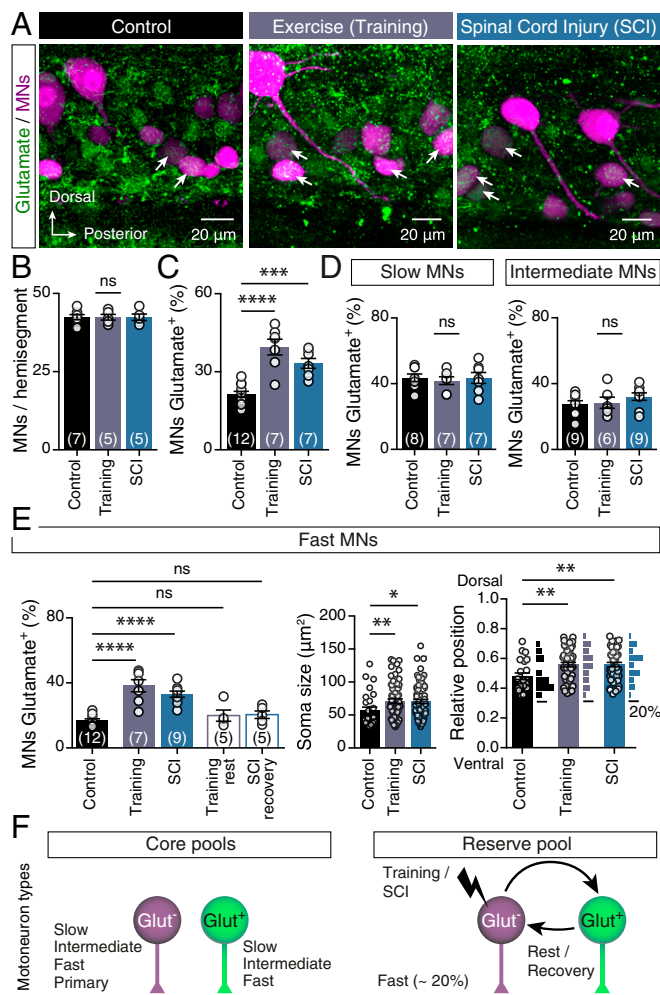 A
Control
Exercise (Training)
Spinal Cord Injury (SCI)
Glutamate / MNs
Dorsal
Posterior
20 µm
20 µm
20 µm
B
MNs / hemisegment
80
40
0
ns
(7)
(5)
(5)
Control
Training
SCI
C
MNs Glutamate+ (%)
60
30
0
***
****
(12)
(7)
(7)
Control
Training
SCI
D
Slow MNs
MNs Glutamate+ (%)
80
40
0
ns
(8)
(7)
(7)
Control
Training
SCI
Intermediate MNs
MNs Glutamate+ (%)
80
40
0
ns
(9)
(6)
(9)
Control
Training
SCI
E
Fast MNs
MNs Glutamate+ (%)
80
40
0
ns
ns
****
****
(12)
(7)
(9)
(5)
(5)
Control
Training
SCI
Training
rest
SCI
recovery
Soma size (µm2)
200
150
100
50
0
*
**
Control
Training
SCI
Relative position
Dorsal
Ventral
1.0
0.8
0.6
0.4
0.2
0.0
**
**
20%
Control
Training
SCI
F
Motoneuron types
Core pools
Glut-
Glut+
Slow
Intermediate
Fast
Primary
Slow
Intermediate
Fast
Reserve pool
Training /
SCI
Glut-
Glut+
Rest /
Recovery
Fast (~ 20%)